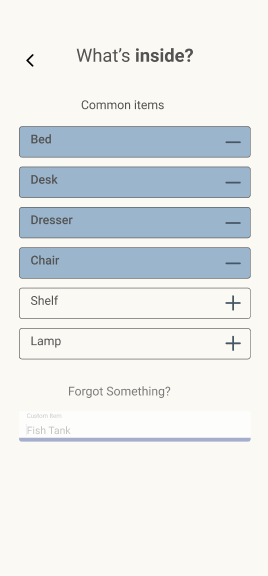 What's inside?
Common items
Bed
Desk
Dresser
Chair
Shelf
Lamp
Forgot Something?
Custom Item
Fish Tank